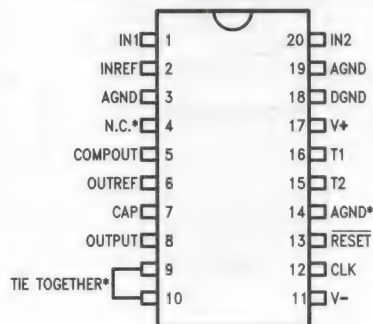 IN1 1 20 IN2
INREF 2 19 AGND
AGND 3 18 DGND
N.C.* 4 17 V+
COMPOUT 5 16 T1
OUTREF 6 15 T2
CAP 7 14 AGND*
OUTPUT 8 13 RESET
9 12 CLK
TIE TOGETHER*
10 11 V−